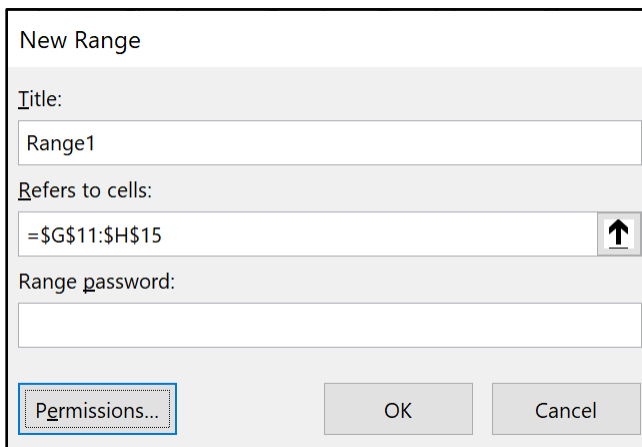 New Range
Title:
Range1
Refers to cells:
=$G$11:$H$15
Range password:
Permissions... OK Cancel